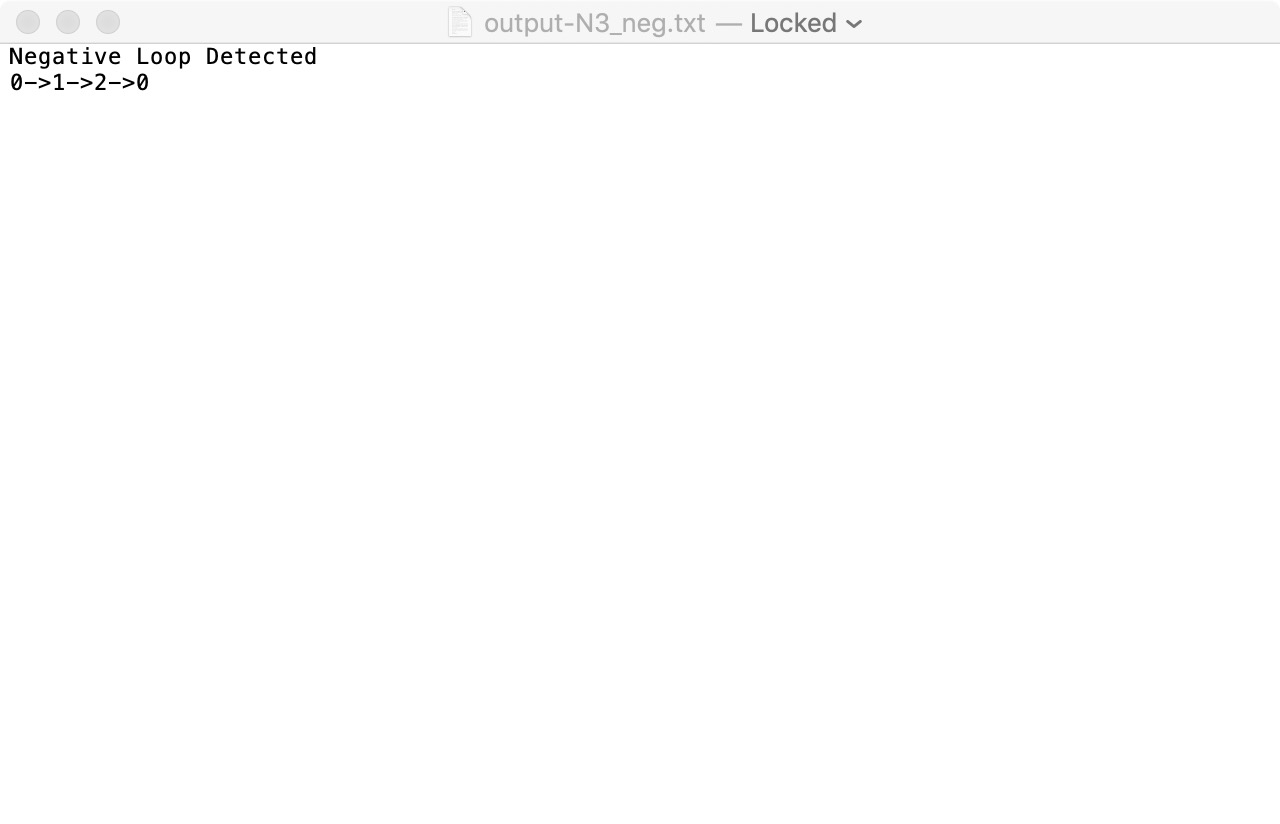 output-N3_neg.txt — Locked
Negative Loop Detected
0->1->2->0